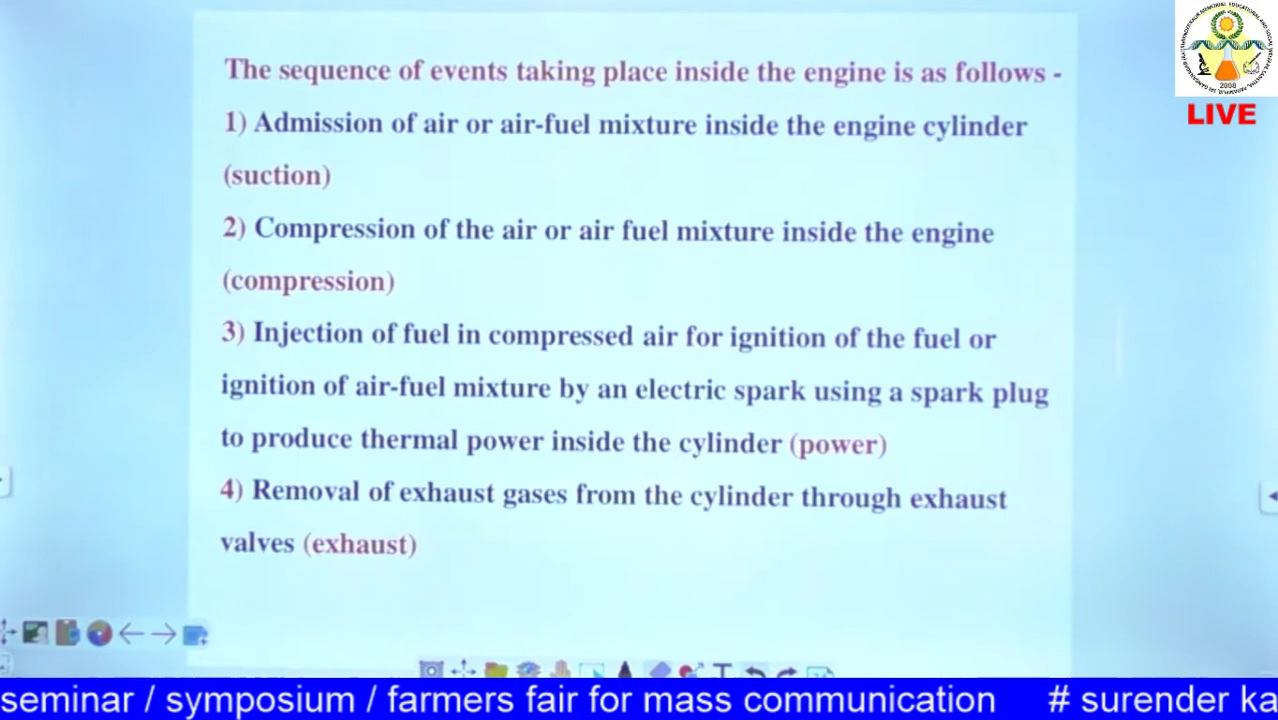 The sequence of events taking place inside the engine is as follows -
1) Admission of air or air-fuel mixture inside the engine cylinder
(suction)
2) Compression of the air or air fuel mixture inside the engine
(compression)
3) Injection of fuel in compressed air for ignition of the fuel or
ignition of air-fuel mixture by an electric spark using a spark plug
to produce thermal power inside the cylinder (power)
4) Removal of exhaust gases from the cylinder through exhaust
valves (exhaust)
2008
LIVE
seminar / symposium / farmers fair for mass communication # surender ka